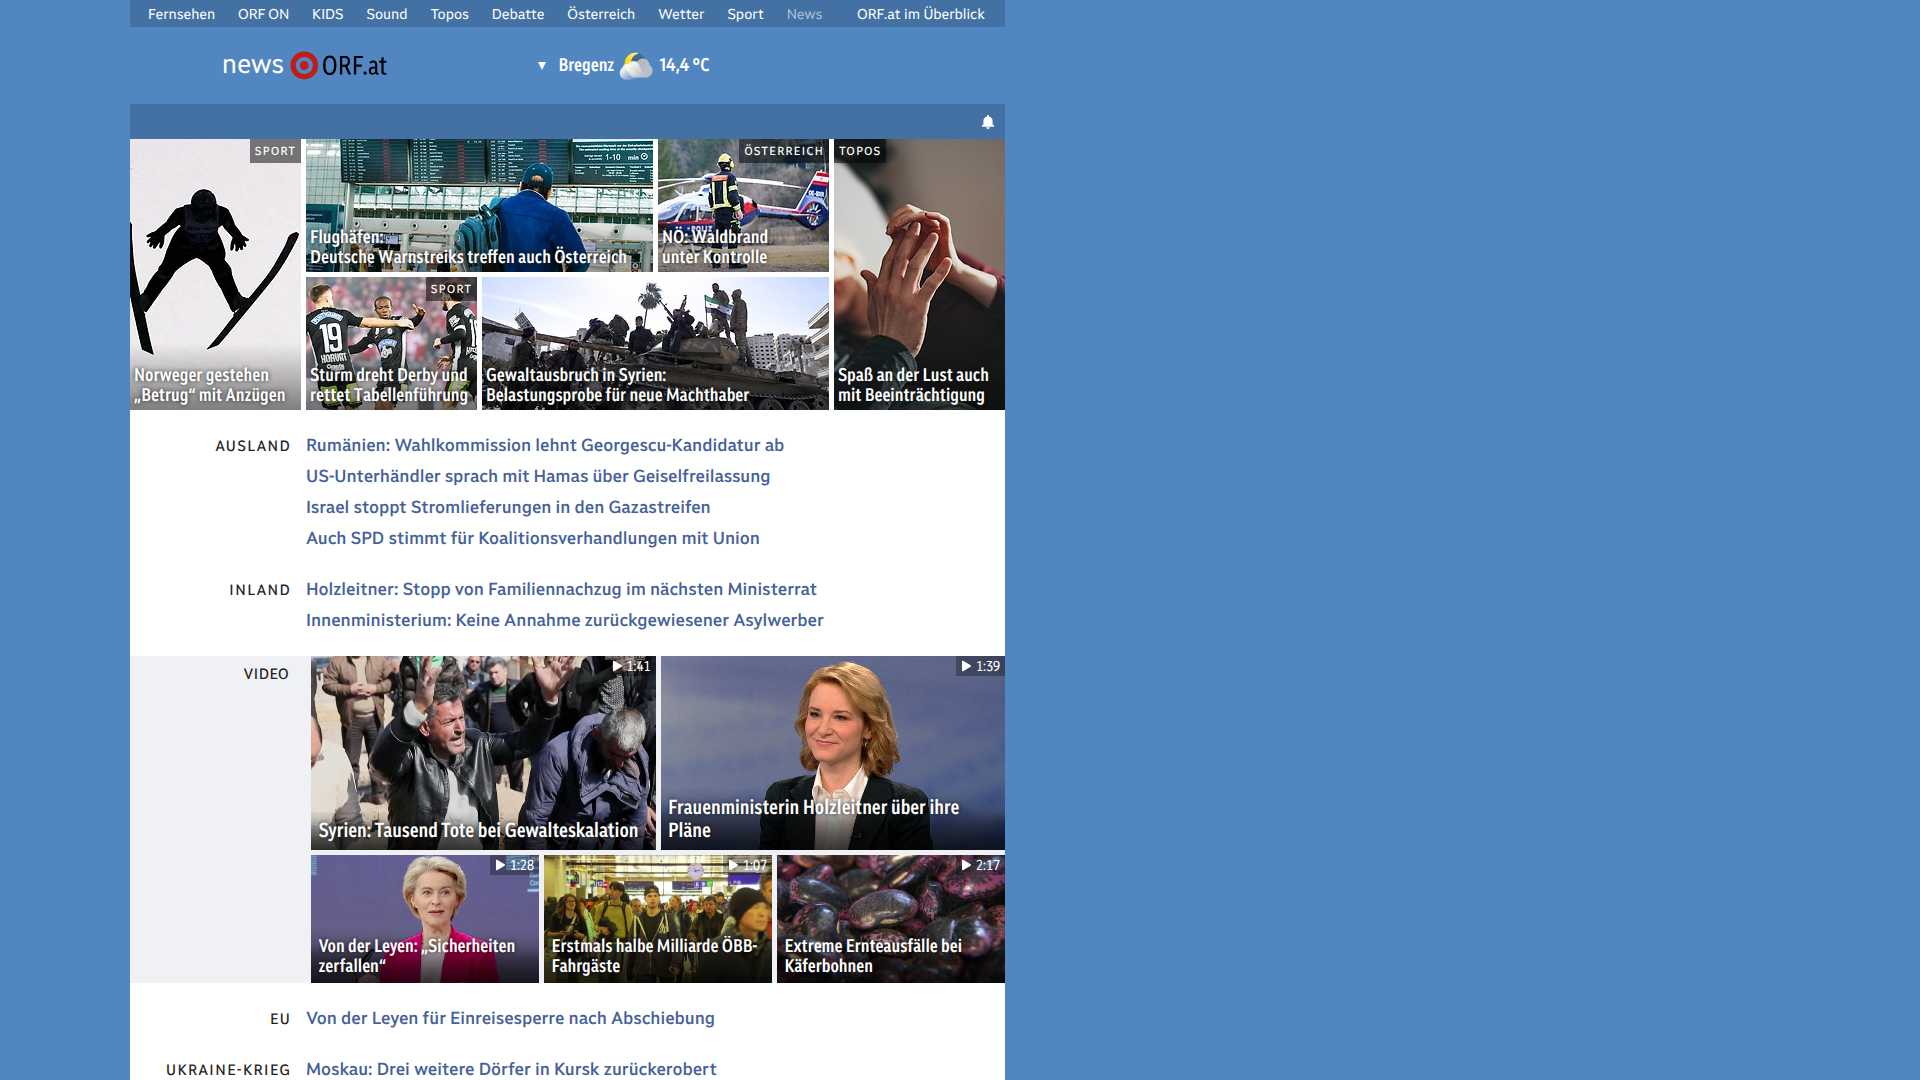 Fernsehen ORF ON KIDS Sound Topos Debatte Österreich Wetter Sport News ORF.at im Überblick
news ORF.at
Bregenz 14,4 °C
SPORT
Norweger gestehen
„Betrug“ mit Anzügen
Flughäfen:
Deutsche Warnstreiks treffen auch Österreich
ÖSTERREICH
NÖ: Waldbrand
unter Kontrolle
TOPOS
Spaß an der Lust auch
mit Beeinträchtigung
SPORT
Sturm dreht Derby und
rettet Tabellenführung
Gewaltausbruch in Syrien:
Belastungsprobe für neue Machthaber
AUSLAND
Rumänien: Wahlkommission lehnt Georgescu-Kandidatur ab
US-Unterhändler sprach mit Hamas über Geiselfreilassung
Israel stoppt Stromlieferungen in den Gazastreifen
Auch SPD stimmt für Koalitionsverhandlungen mit Union
INLAND
Holzleitner: Stopp von Familiennachzug im nächsten Ministerrat
Innenministerium: Keine Annahme zurückgewiesener Asylwerber
VIDEO
1:41
Syrien: Tausend Tote bei Gewalteskalation
1:39
Frauenministerin Holzleitner über ihre
Pläne
1:28
Von der Leyen: „Sicherheiten
zerfallen“
1:07
Erstmals halbe Milliarde ÖBB-
Fahrgäste
2:17
Extreme Ernteausfälle bei
Käferbohnen
EU
Von der Leyen für Einreisesperre nach Abschiebung
UKRAINE-KRIEG
Moskau: Drei weitere Dörfer in Kursk zurückerobert